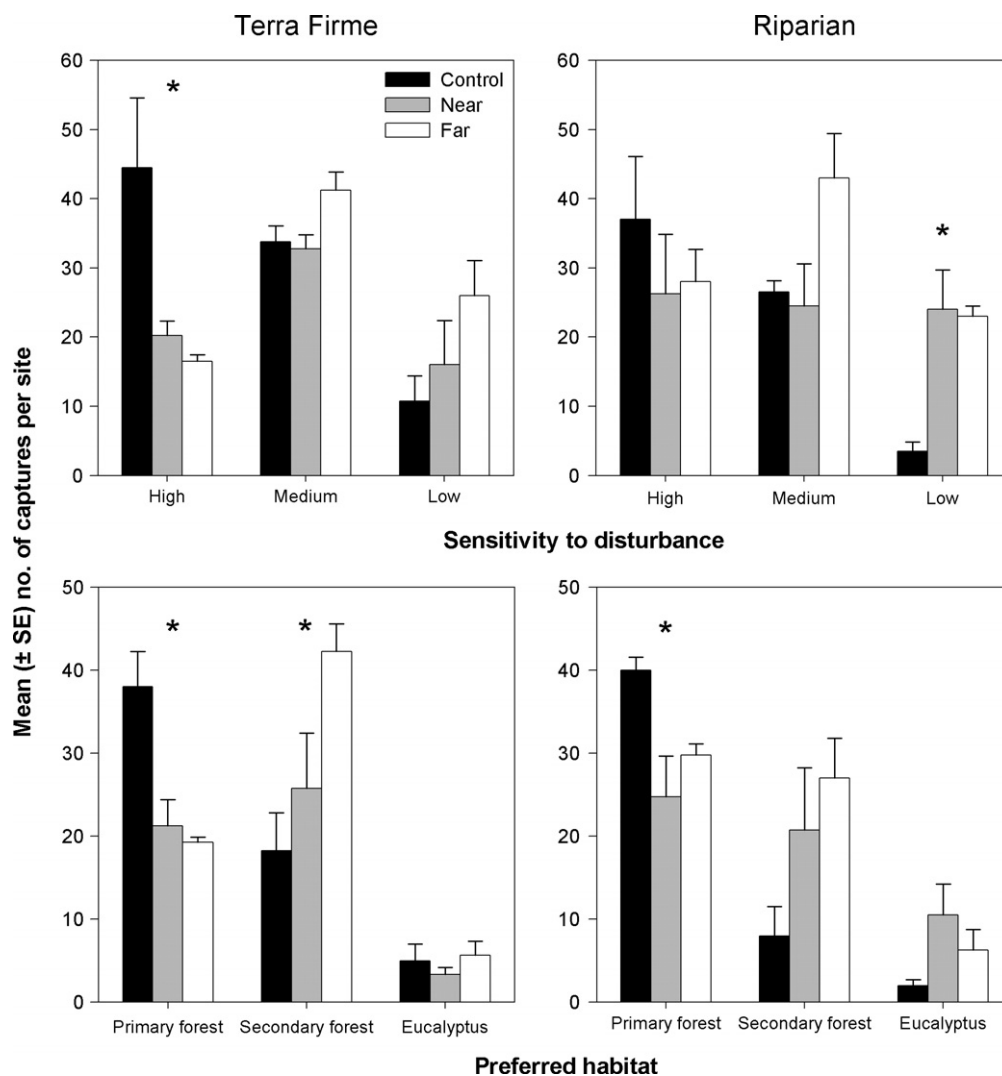 Terra Firme
Riparian
Mean (± SE) no. of captures per site
60
50
40
30
20
10
0
*
Control
Near
Far
High Medium Low
60
50
40
30
20
10
0
*
High Medium Low
Sensitivity to disturbance
50
40
30
20
10
0
* *
Primary forest Secondary forest Eucalyptus
50
40
30
20
10
0
*
Primary forest Secondary forest Eucalyptus
Preferred habitat